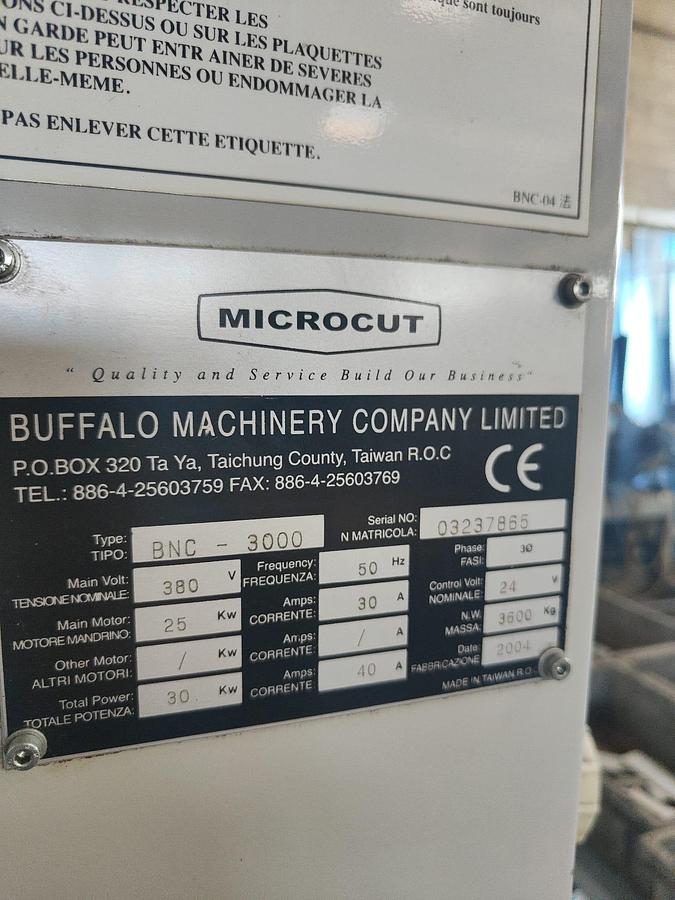 RESPECTER LES
ONS CI-DESSUS OU SUR LES PLAQUETTES
N GARDE PEUT ENTR AINER DE SEVERES
UR LES PERSONNES OU ENDOMMAGER LA
ELLE-MEME.
PAS ENLEVER CETTE ETIQUETTE.
que sont toujours
BNC-04 法
MICROCUT
" Quality and Service Build Our Business "
BUFFALO MACHINERY COMPANY LIMITED
P.O.BOX 320 Ta Ya, Taichung County, Taiwan R.O.C
TEL.: 886-4-25603759 FAX: 886-4-25603769
CE
Type:
TIPO: BNC - 3000
Serial NO:
N MATRICOLA: 03237865
Main Volt:
TENSIONE NOMINALE: 380 V
Frequency:
FREQUENZA: 50 Hz
Phase:
FASI: 3Ø
Main Motor:
MOTORE MANDRINO: 25 Kw
Amps:
CORRENTE: 30 A
Control Volt:
NOMINALE: 24 V
Other Motor:
ALTRI MOTORI: / Kw
Amps:
CORRENTE: / A
N.W.
MASSA: 3600 Kg
Total Power:
TOTALE POTENZA: 30. Kw
Amps:
CORRENTE 40 A
Date:
FABBRICAZIONE 2004
MADE IN TAIWAN R.O.